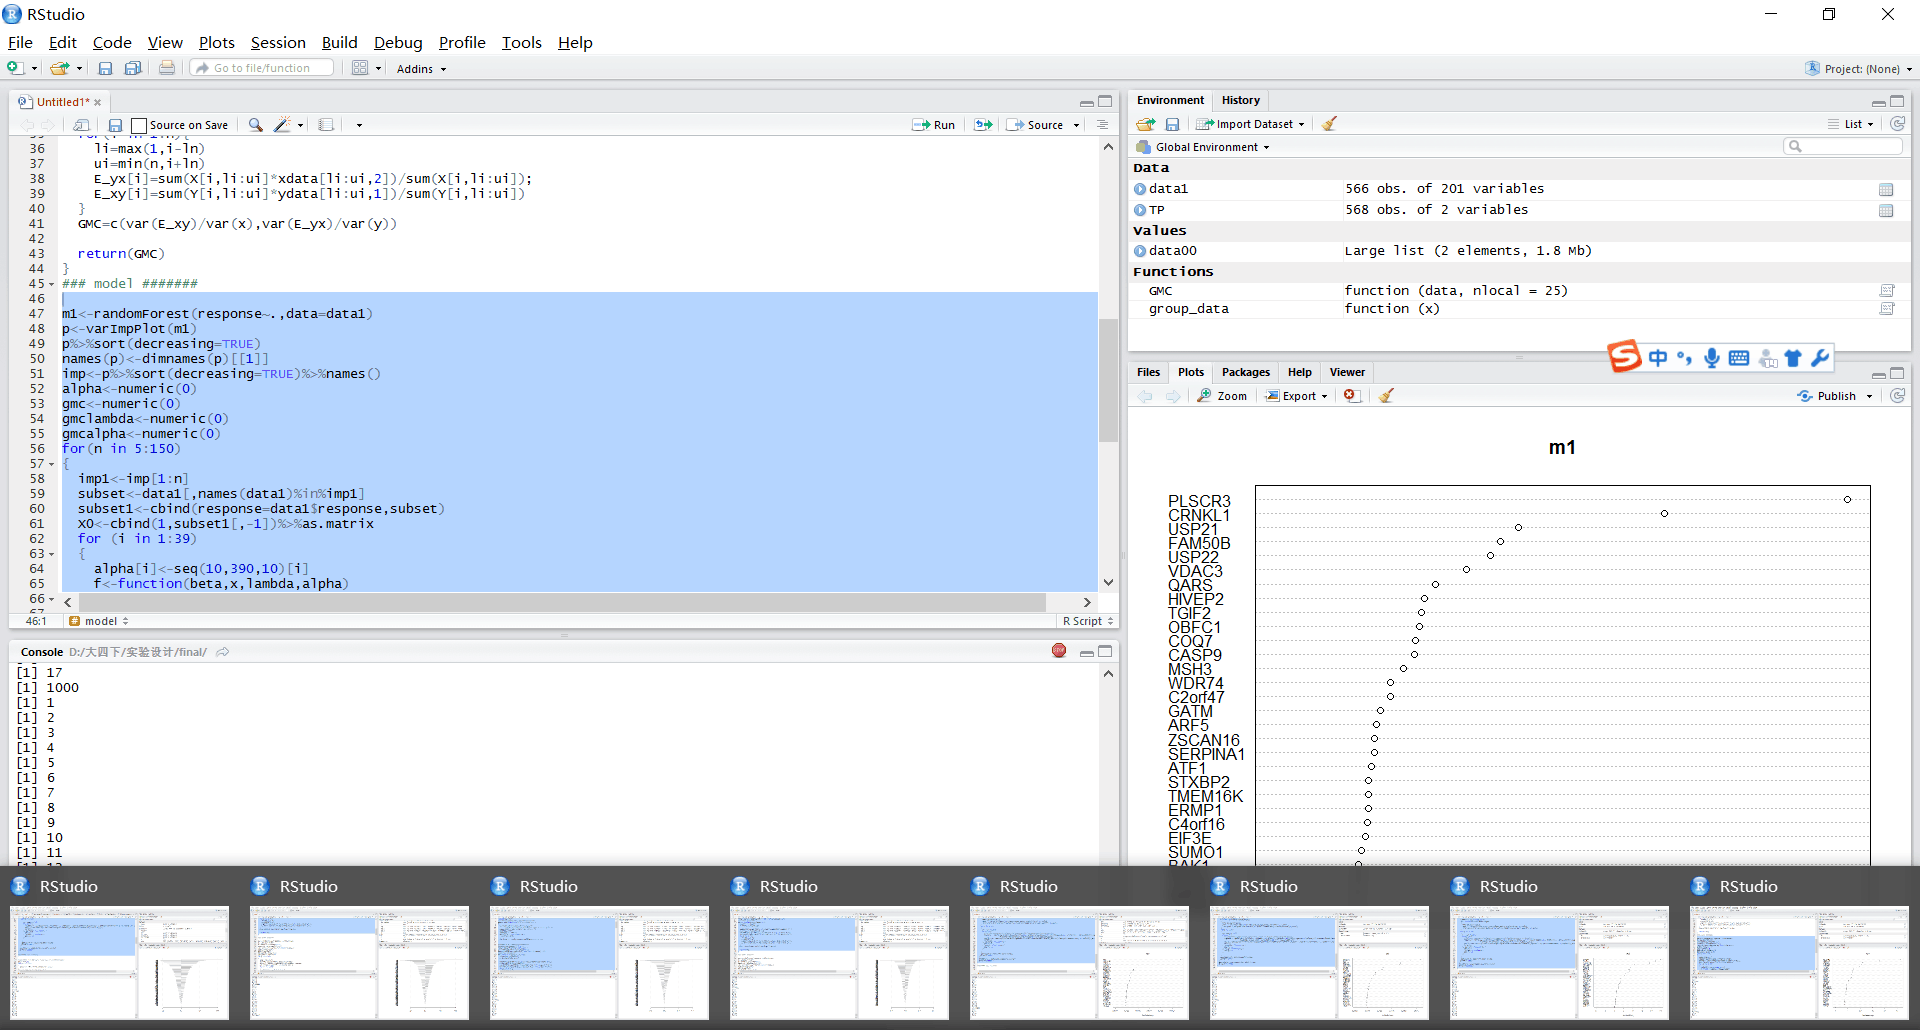 RStudio
File Edit Code View Plots Session Build Debug Profile Tools Help
Go to file/function
Addins
Project: (None)
Untitled1*
Source on Save
Run
Source
36 li=max(1,i-ln)
37 ui=min(n,i+ln)
38 E_yx[i]=sum(X[i,li:ui]*xdata[li:ui,2])/sum(X[i,li:ui]);
39 E_xy[i]=sum(Y[i,li:ui]*ydata[li:ui,1])/sum(Y[i,li:ui])
40 }
41 GMC=c(var(E_xy)/var(x),var(E_yx)/var(y))
42
43 return(GMC)
44 }
45 ### model #######
46
47 m1<-randomForest(response~.,data=data1)
48 p<-varImpPlot(m1)
49 p%>%sort(decreasing=TRUE)
50 names(p)<-dimnames(p)[[1]]
51 imp<-p%>%sort(decreasing=TRUE)%>%names()
52 alpha<-numeric(0)
53 gmc<-numeric(0)
54 gmclambda<-numeric(0)
55 gmcalpha<-numeric(0)
56 for(n in 5:150)
57 {
58 imp1<-imp[1:n]
59 subset<-data1[,names(data1)%in%imp1]
60 subset1<-cbind(response=data1$response,subset)
61 X0<-cbind(1,subset1[,-1])%>%as.matrix
62 for (i in 1:39)
63 {
64 alpha[i]<-seq(10,390,10)[i]
65 f<-function(beta,x,lambda,alpha)
66
46:1 model R Script
Console D:/大四下/实验设计/final/
[1] 17
[1] 1000
[1] 1
[1] 2
[1] 3
[1] 4
[1] 5
[1] 6
[1] 7
[1] 8
[1] 9
[1] 10
[1] 11
Environment History
Import Dataset
List
Global Environment
Data
data1 566 obs. of 201 variables
TP 568 obs. of 2 variables
Values
data00 Large list (2 elements, 1.8 Mb)
Functions
GMC function (data, nlocal = 25)
group_data function (x)
S 中
Files Plots Packages Help Viewer
Zoom Export Publish
m1
PLSCR3
CRNKL1
USP21
FAM50B
USP22
VDAC3
QARS
HIVEP2
TGIF2
OBFC1
COQ7
CASP9
MSH3
WDR74
C2orf47
GATM
ARF5
ZSCAN16
SERPINA1
ATF1
STXBP2
TMEM16K
ERMP1
C4orf16
EIF3E
SUMO1
BAK1
RStudio RStudio RStudio RStudio RStudio RStudio RStudio RStudio